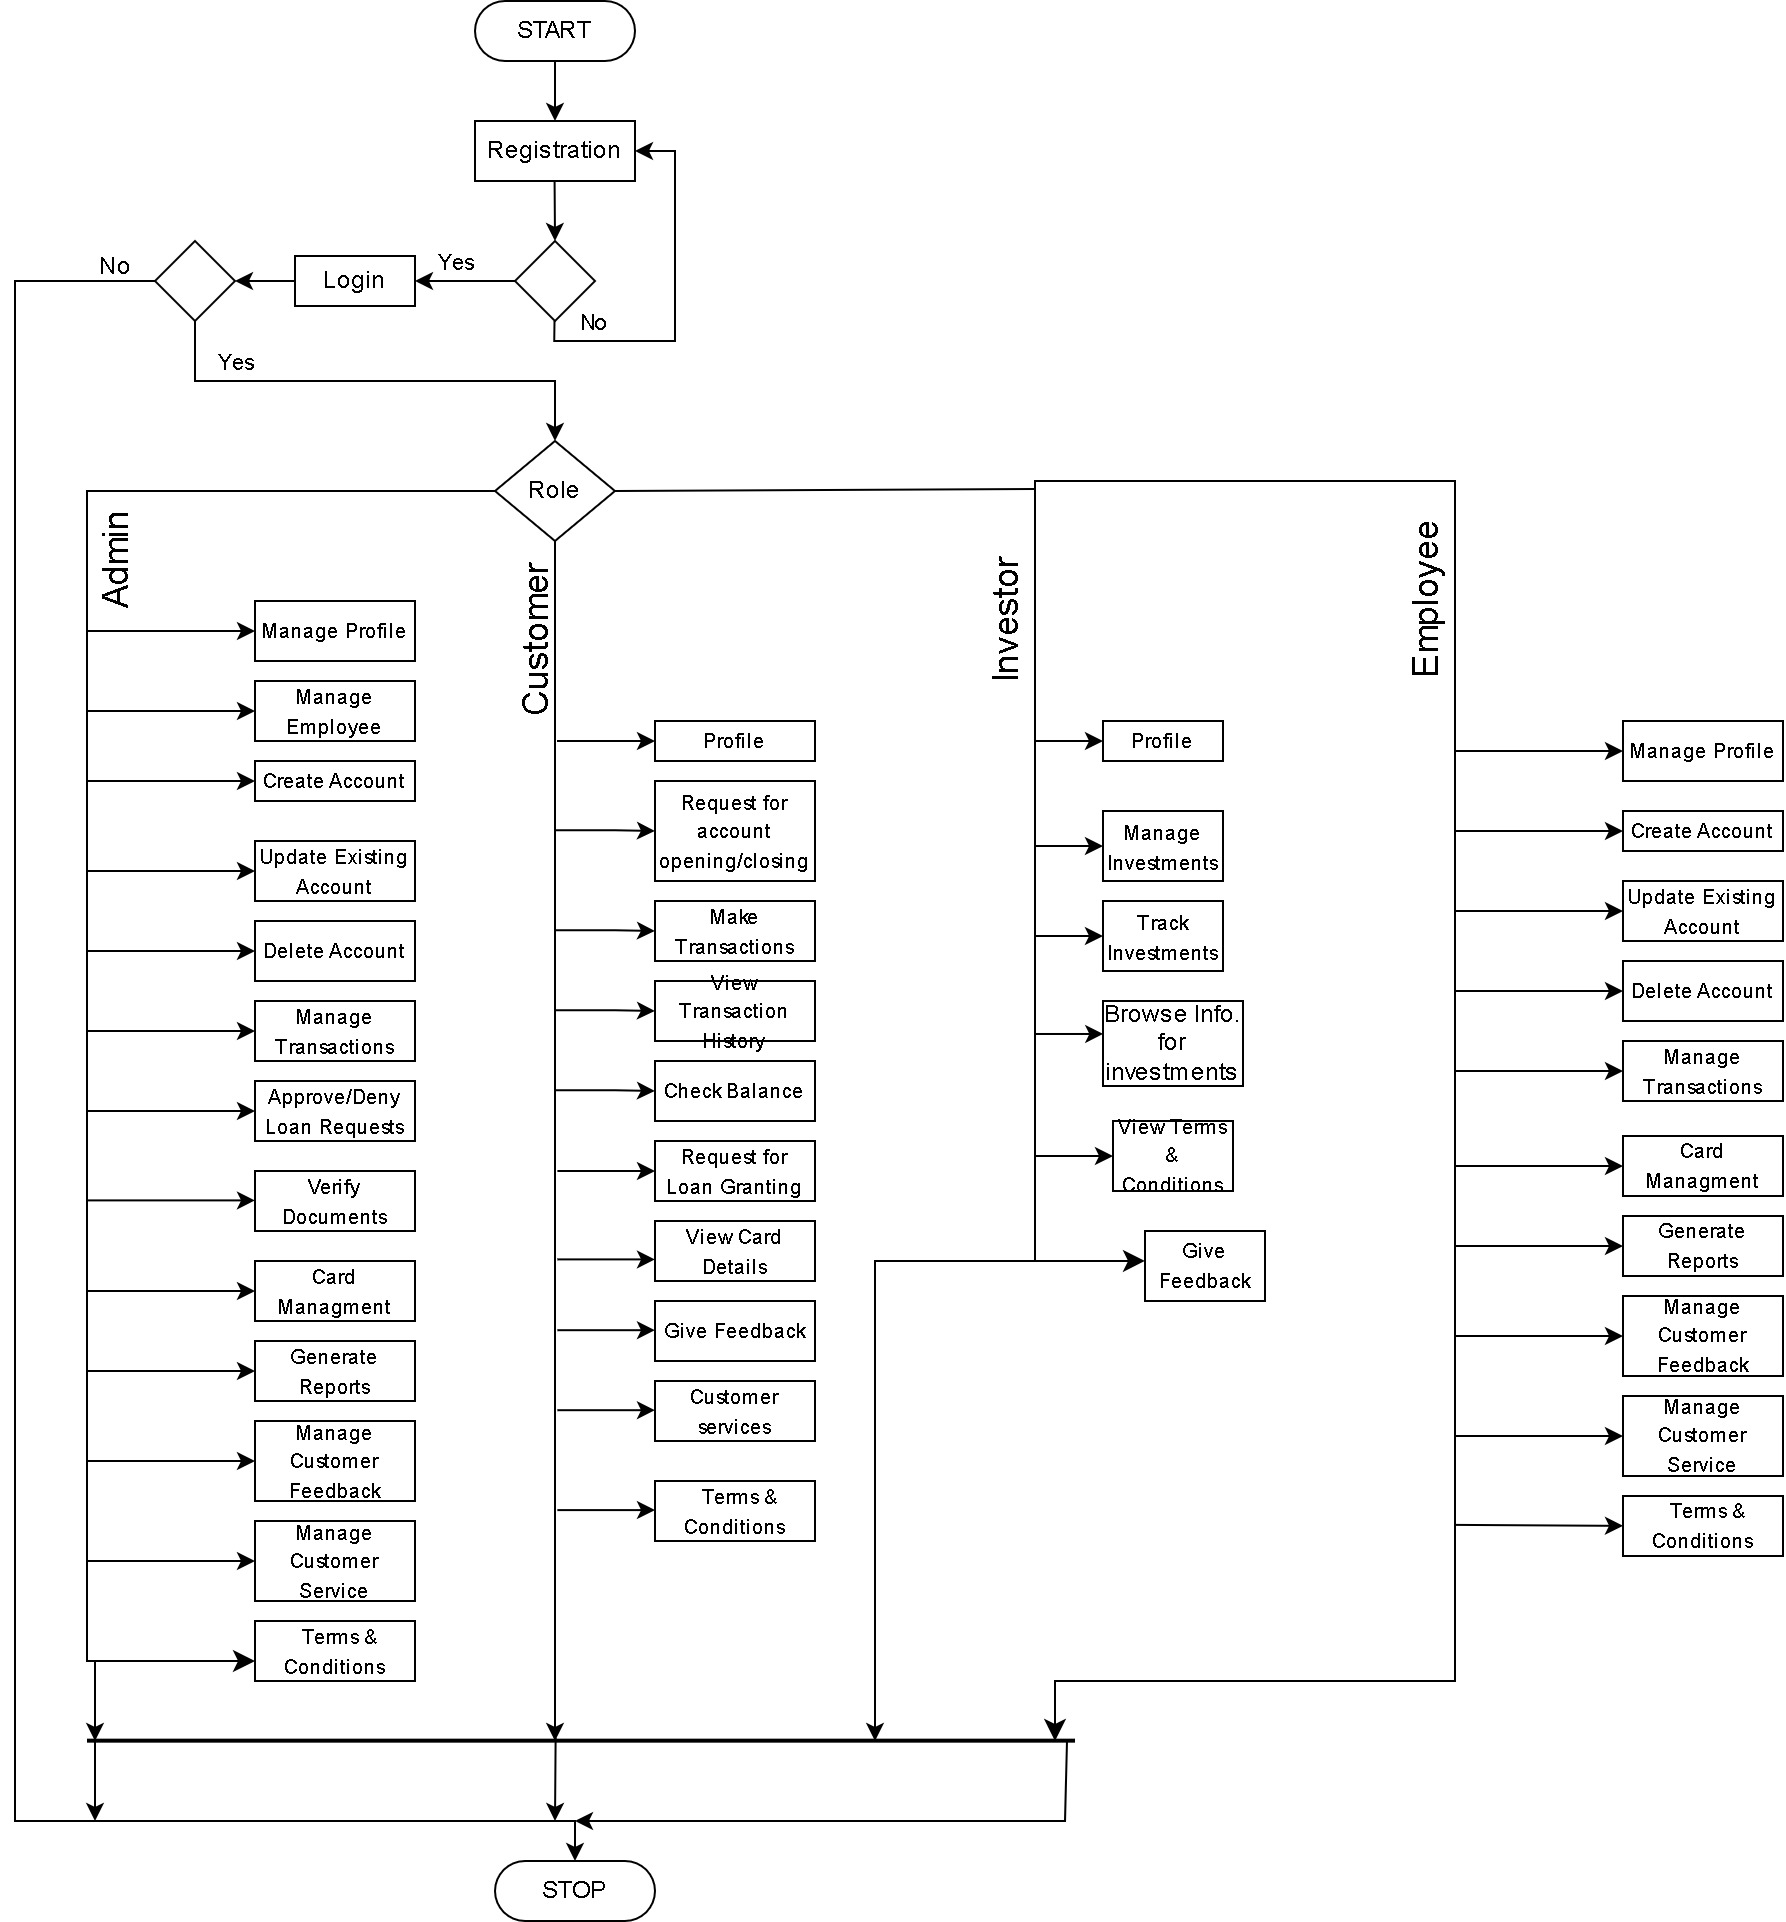 START
Registration
No
Login
Yes
No
Yes
Role
Admin
Manage Profile
Manage
Employee
Create Account
Update Existing
Account
Delete Account
Manage
Transactions
Approve/Deny
Loan Requests
Verify
Documents
Card
Managment
Generate
Reports
Manage
Customer
Feedback
Manage
Customer
Service
Terms &
Conditions
Customer
Profile
Request for
account
opening/closing
Make
Transactions
View
Transaction
History
Check Balance
Request for
Loan Granting
View Card
Details
Give Feedback
Customer
services
Terms &
Conditions
Investor
Profile
Manage
Investments
Track
Investments
Browse Info.
for
investments
View Terms
&
Conditions
Give
Feedback
Employee
Manage Profile
Create Account
Update Existing
Account
Delete Account
Manage
Transactions
Card
Managment
Generate
Reports
Manage
Customer
Feedback
Manage
Customer
Service
Terms &
Conditions
STOP